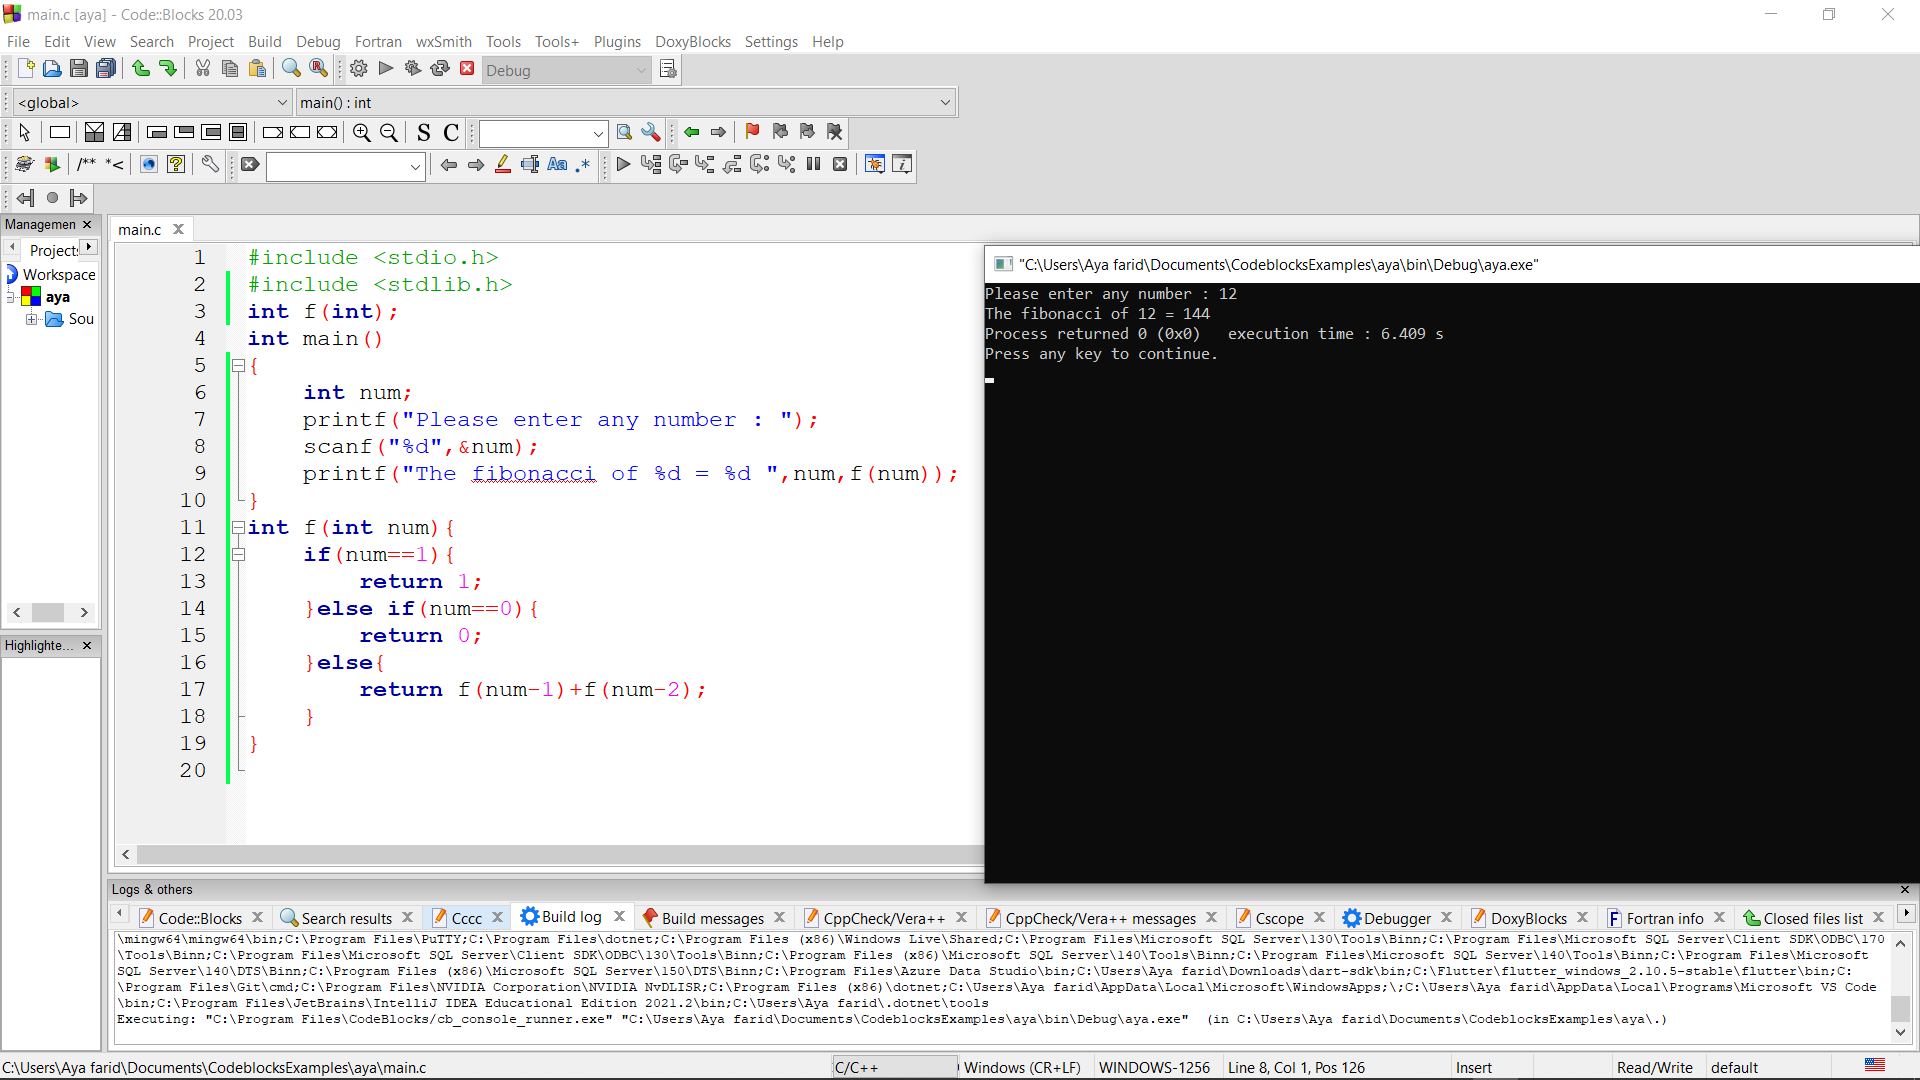 main.c [aya] - Code::Blocks 20.03
File Edit View Search Project Build Debug Fortran wxSmith Tools Tools+ Plugins DoxyBlocks Settings Help
Debug
<global> main() : int
S C
/** *< Aa .*
Managemen
Projects
Workspace
aya
Sou
Highlighte...
main.c
1 #include <stdio.h>
2 #include <stdlib.h>
3 int f(int);
4 int main()
5 {
6 int num;
7 printf("Please enter any number : ");
8 scanf("%d",&num);
9 printf("The fibonacci of %d = %d ",num,f(num));
10 }
11 int f(int num){
12 if(num==1){
13 return 1;
14 }else if(num==0){
15 return 0;
16 }else{
17 return f(num-1)+f(num-2);
18 }
19 }
20
"C:\Users\Aya farid\Documents\CodeblocksExamples\aya\bin\Debug\aya.exe"
Please enter any number : 12
The fibonacci of 12 = 144
Process returned 0 (0x0)   execution time : 6.409 s
Press any key to continue.
Logs & others
Code::Blocks Search results Cccc Build log Build messages CppCheck/Vera++ CppCheck/Vera++ messages Cscope Debugger DoxyBlocks Fortran info Closed files list
\mingw64\mingw64\bin;C:\Program Files\PuTTY;C:\Program Files\dotnet;C:\Program Files (x86)\Windows Live\Shared;C:\Program Files\Microsoft SQL Server\130\Tools\Binn;C:\Program Files\Microsoft SQL Server\Client SDK\ODBC\170
\Tools\Binn;C:\Program Files\Microsoft SQL Server\Client SDK\ODBC\130\Tools\Binn;C:\Program Files (x86)\Microsoft SQL Server\140\Tools\Binn;C:\Program Files\Microsoft SQL Server\140\Tools\Binn;C:\Program Files\Microsoft
SQL Server\140\DTS\Binn;C:\Program Files (x86)\Microsoft SQL Server\150\DTS\Binn;C:\Program Files\Azure Data Studio\bin;C:\Users\Aya farid\Downloads\dart-sdk\bin;C:\Flutter\flutter_windows_2.10.5-stable\flutter\bin;C:
\Program Files\Git\cmd;C:\Program Files\NVIDIA Corporation\NVIDIA NvDLISR;C:\Program Files (x86)\dotnet;C:\Users\Aya farid\AppData\Local\Microsoft\WindowsApps;\;C:\Users\Aya farid\AppData\Local\Programs\Microsoft VS Code
\bin;C:\Program Files\JetBrains\IntelliJ IDEA Educational Edition 2021.2\bin;C:\Users\Aya farid\.dotnet\tools
Executing: "C:\Program Files\CodeBlocks/cb_console_runner.exe" "C:\Users\Aya farid\Documents\CodeblocksExamples\aya\bin\Debug\aya.exe"  (in C:\Users\Aya farid\Documents\CodeblocksExamples\aya\.)
C:\Users\Aya farid\Documents\CodeblocksExamples\aya\main.c C/C++ Windows (CR+LF) WINDOWS-1256 Line 8, Col 1, Pos 126 Insert Read/Write default